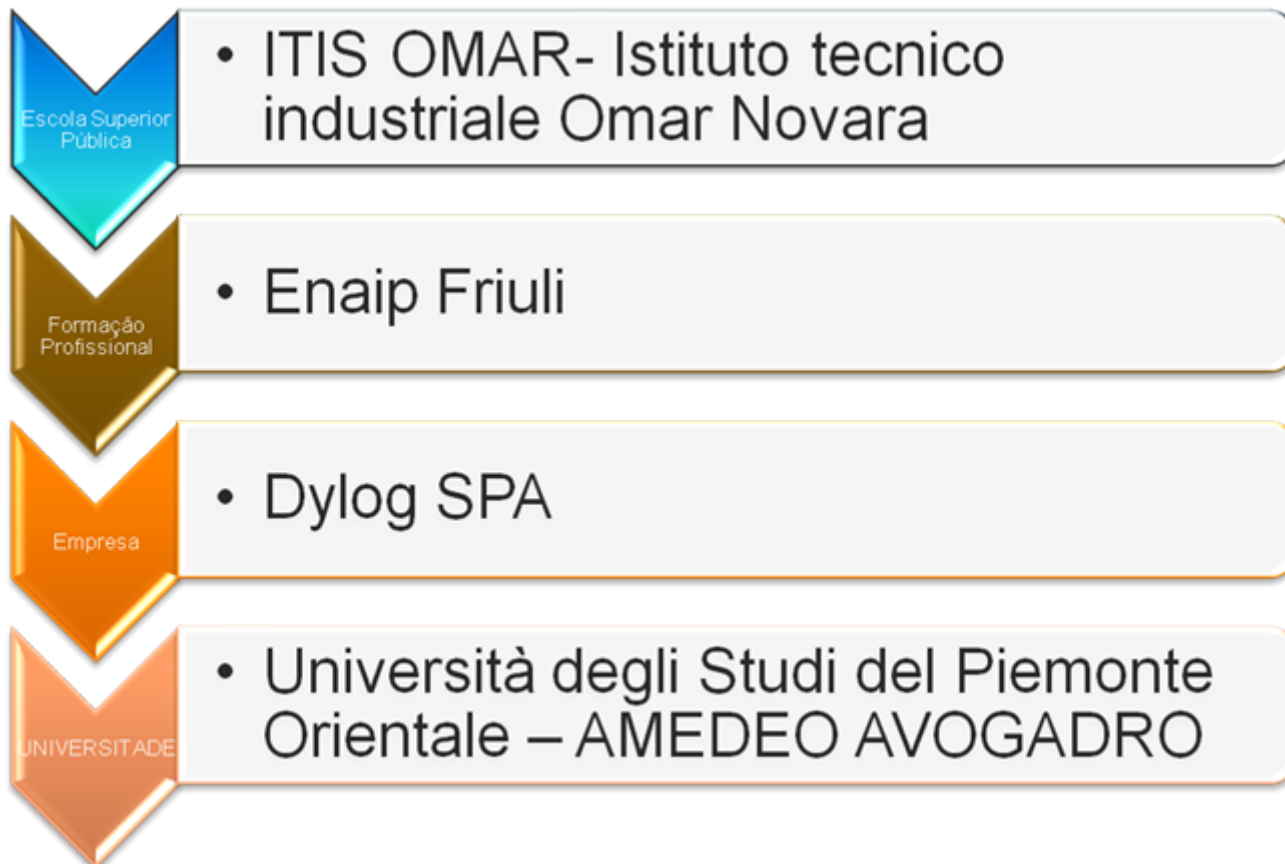 Escola Superior
Pública
• ITIS OMAR- Istituto tecnico
industriale Omar Novara
Formação
Profissional
• Enaip Friuli
Empresa
• Dylog SPA
UNIVERSITADE
• Università degli Studi del Piemonte
Orientale – AMEDEO AVOGADRO